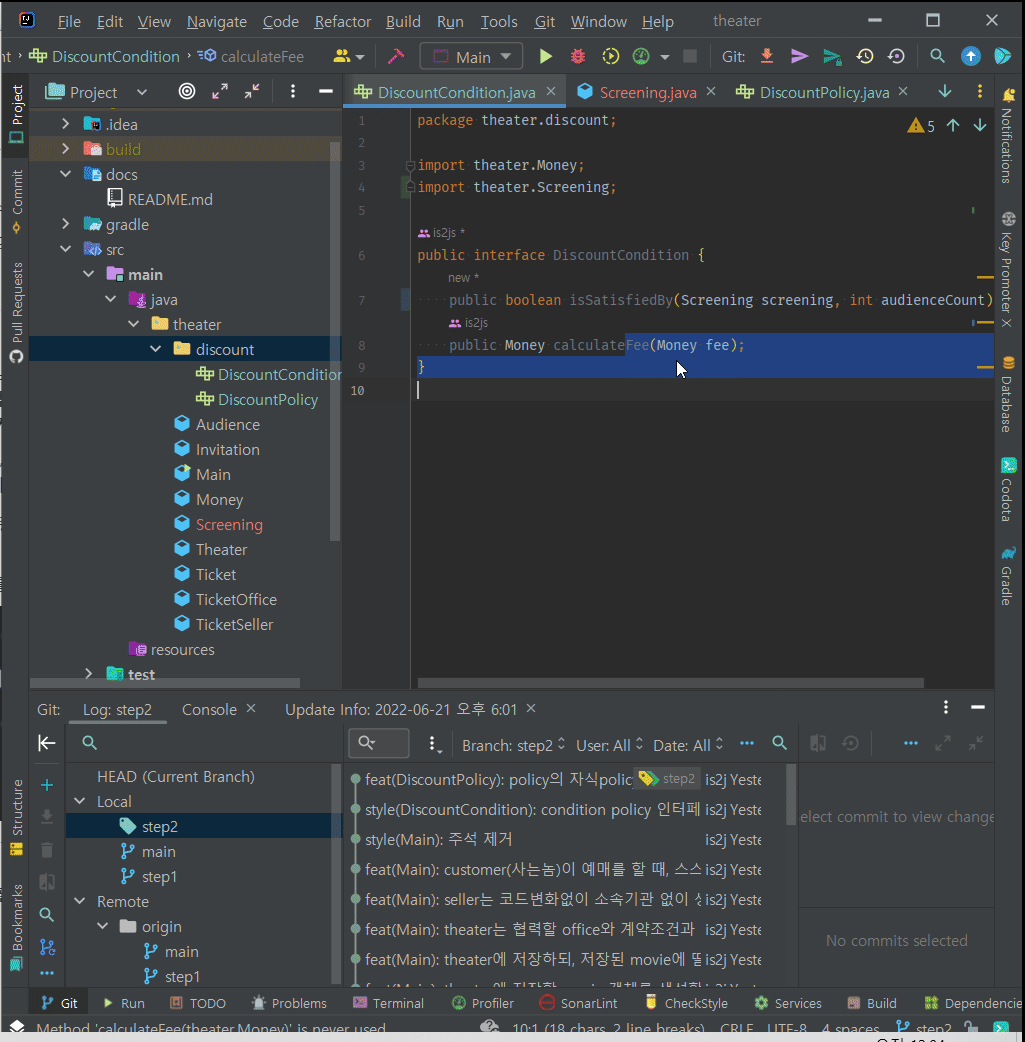 File Edit View Navigate Code Refactor Build Run Tools Git Window Help theater
nt DiscountCondition calculateFee Main Git:
Project
Commit
Pull Requests
Structure
Bookmarks
Project
.idea
build
docs
README.md
gradle
src
main
java
theater
discount
DiscountCondition
DiscountPolicy
Audience
Invitation
Main
Money
Screening
Theater
Ticket
TicketOffice
TicketSeller
resources
test
DiscountCondition.java Screening.java DiscountPolicy.java
5
1 package theater.discount;
2
3 import theater.Money;
4 import theater.Screening;
5
is2js *
6 public interface DiscountCondition {
new *
7 public boolean isSatisfiedBy(Screening screening, int audienceCount)
is2js
8 public Money calculateFee(Money fee);
9 }
10
Notifications
Key Promoter X
Database
Codota
Gradle
Git: Log: step2 Console Update Info: 2022-06-21 오후 6:01
HEAD (Current Branch)
Local
step2
main
step1
Remote
origin
main
step1
Branch: step2 User: All Date: All
feat(DiscountPolicy): policy의 자식polic step2 is2j Yeste
style(DiscountCondition): condition policy 인터페 is2j Yeste
style(Main): 주석 제거 is2j Yeste
feat(Main): customer(사는놈)이 예매를 할 때, 스스 is2j Yeste
feat(Main): seller는 코드변화없이 소속기관 없이 is2j Yeste
feat(Main): theater는 협력할 office와 계약조건과 is2j Yeste
feat(Main): theater에 저장하되, 저장된 movie에 is2j Yeste
elect commit to view change
No commits selected
Git Run TODO Problems Terminal Profiler SonarLint CheckStyle Services Build Dependencie
Method 'calculateFee(theater.Money)' is never used 10:1 (18 chars, 2 line breaks) CRLF UTF-8 4 spaces step2